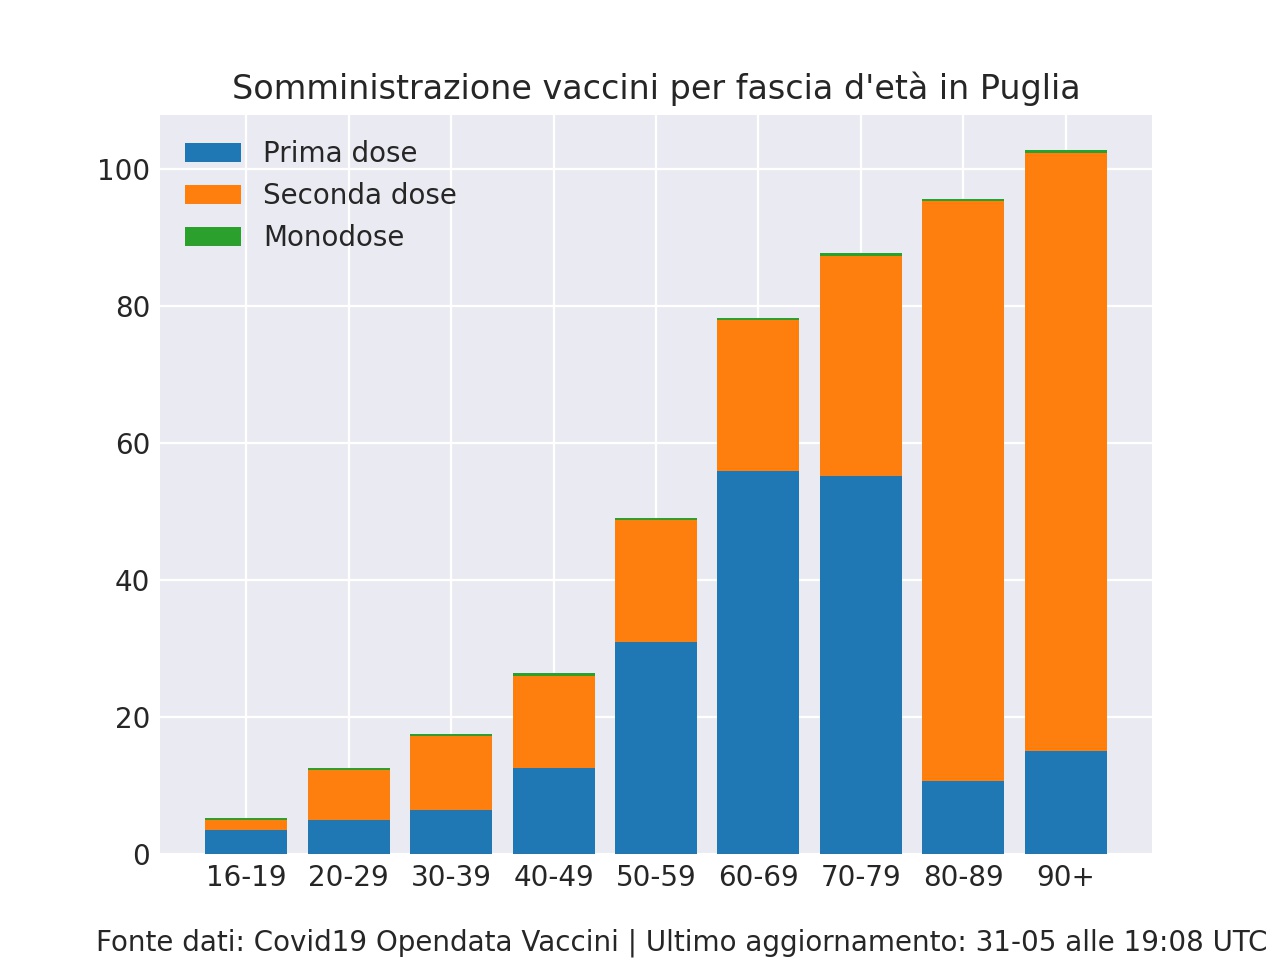 Somministrazione vaccini per fascia d'età in Puglia
Prima dose
Seconda dose
Monodose
100
80
60
40
20
0
16-19 20-29 30-39 40-49 50-59 60-69 70-79 80-89 90+
Fonte dati: Covid19 Opendata Vaccini | Ultimo aggiornamento: 31-05 alle 19:08 UTC